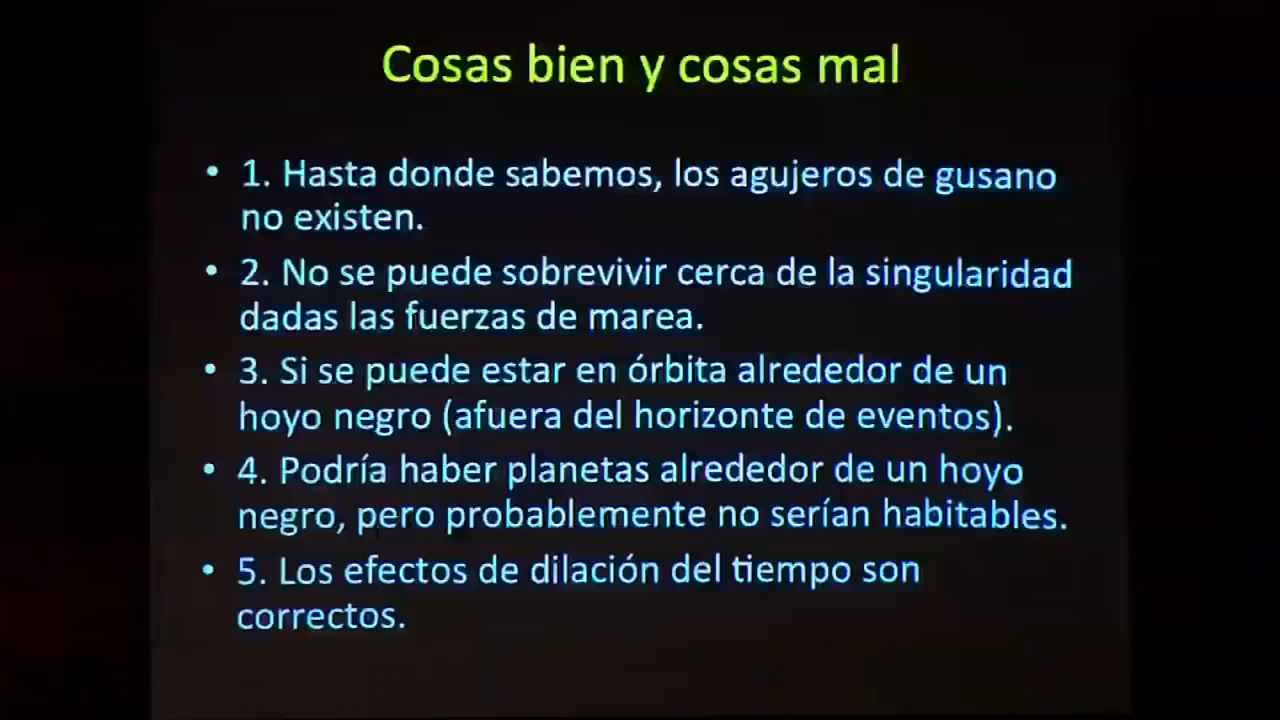 Cosas bien y cosas mal
• 1. Hasta donde sabemos, los agujeros de gusano
no existen.
• 2. No se puede sobrevivir cerca de la singularidad
dadas las fuerzas de marea.
• 3. Si se puede estar en órbita alrededor de un
hoyo negro (afuera del horizonte de eventos).
• 4. Podría haber planetas alrededor de un hoyo
negro, pero probablemente no serían habitables.
• 5. Los efectos de dilación del tiempo son
correctos.